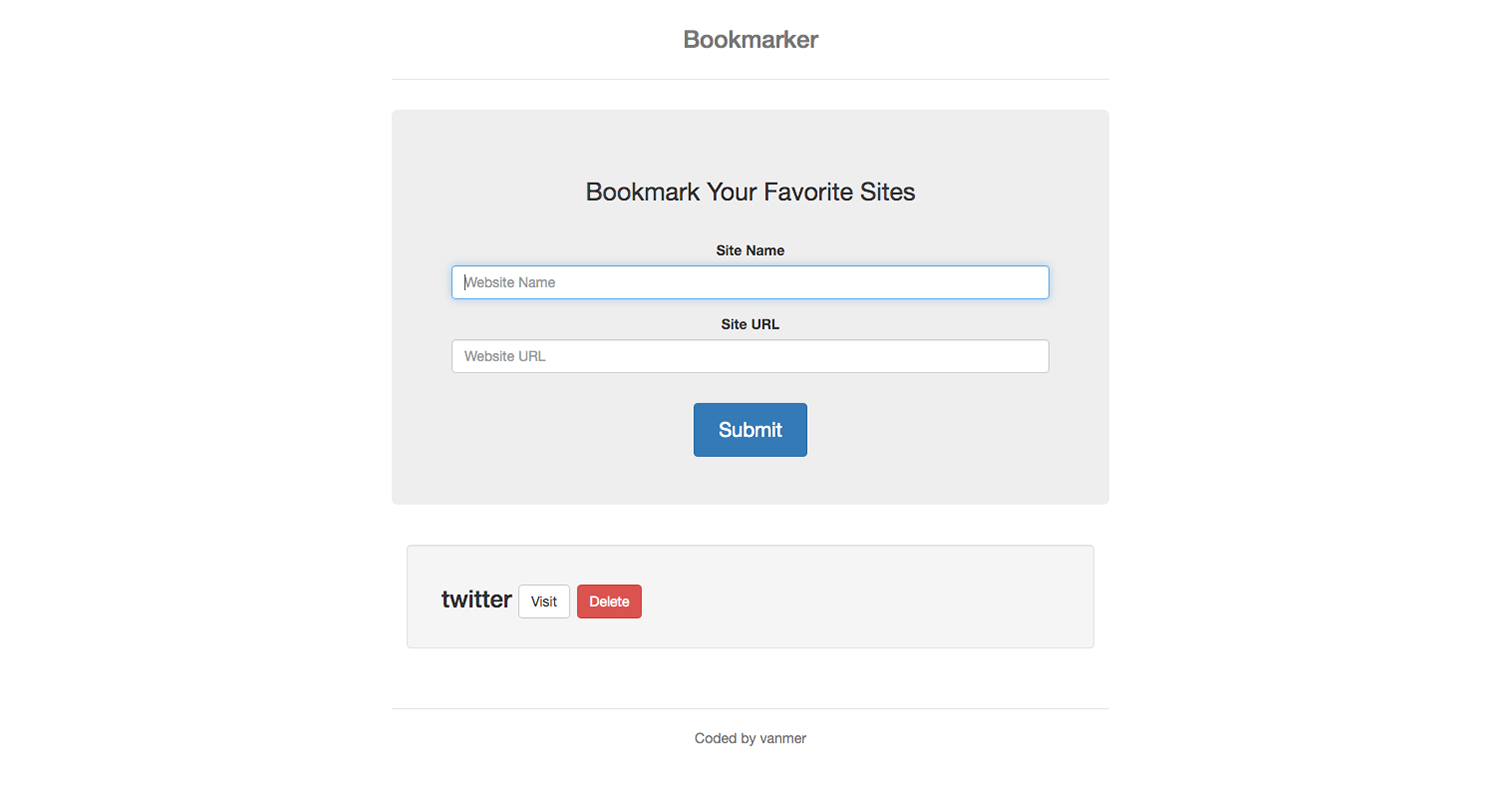 Bookmarker
Bookmark Your Favorite Sites
Site Name
Website Name
Site URL
Website URL
Submit
twitter Visit Delete
Coded by vanmer